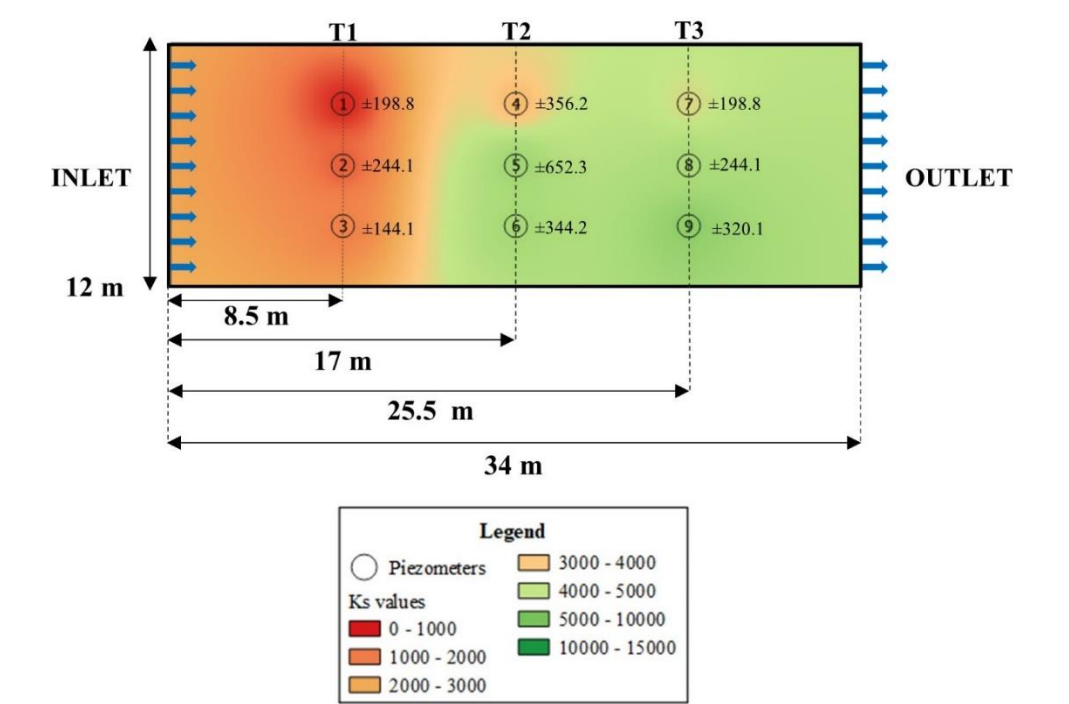 T1 T2 T3
1 ±198.8 4 ±356.2 7 ±198.8
2 ±244.1 5 ±652.3 8 ±244.1
INLET OUTLET
3 ±144.1 6 ±344.2 9 ±320.1
12 m
8.5 m
17 m
25.5 m
34 m
Legend
Piezometers
Ks values
0 - 1000
1000 - 2000
2000 - 3000
3000 - 4000
4000 - 5000
5000 - 10000
10000 - 15000